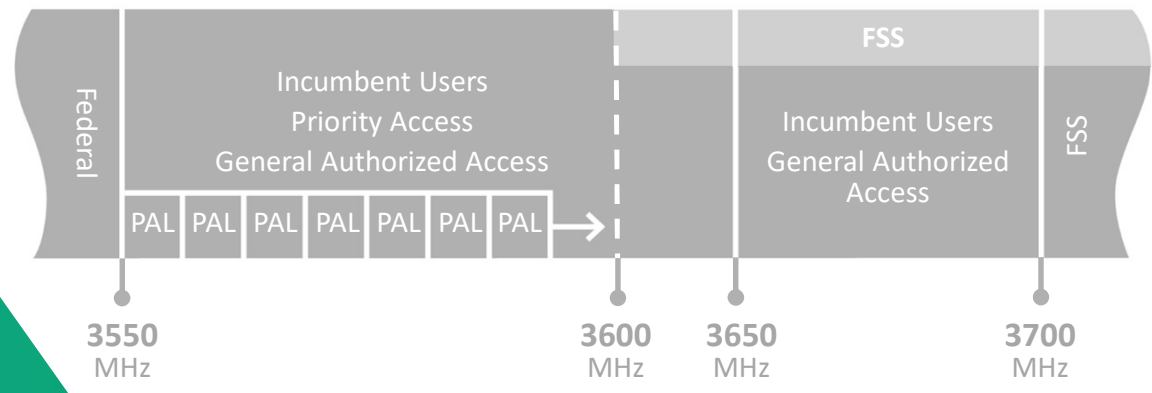 FSS
Federal
Incumbent Users
Priority Access
General Authorized Access
Incumbent Users
General Authorized
Access
FSS
PAL PAL PAL PAL PAL PAL PAL
3550
MHz
3600
MHz
3650
MHz
3700
MHz